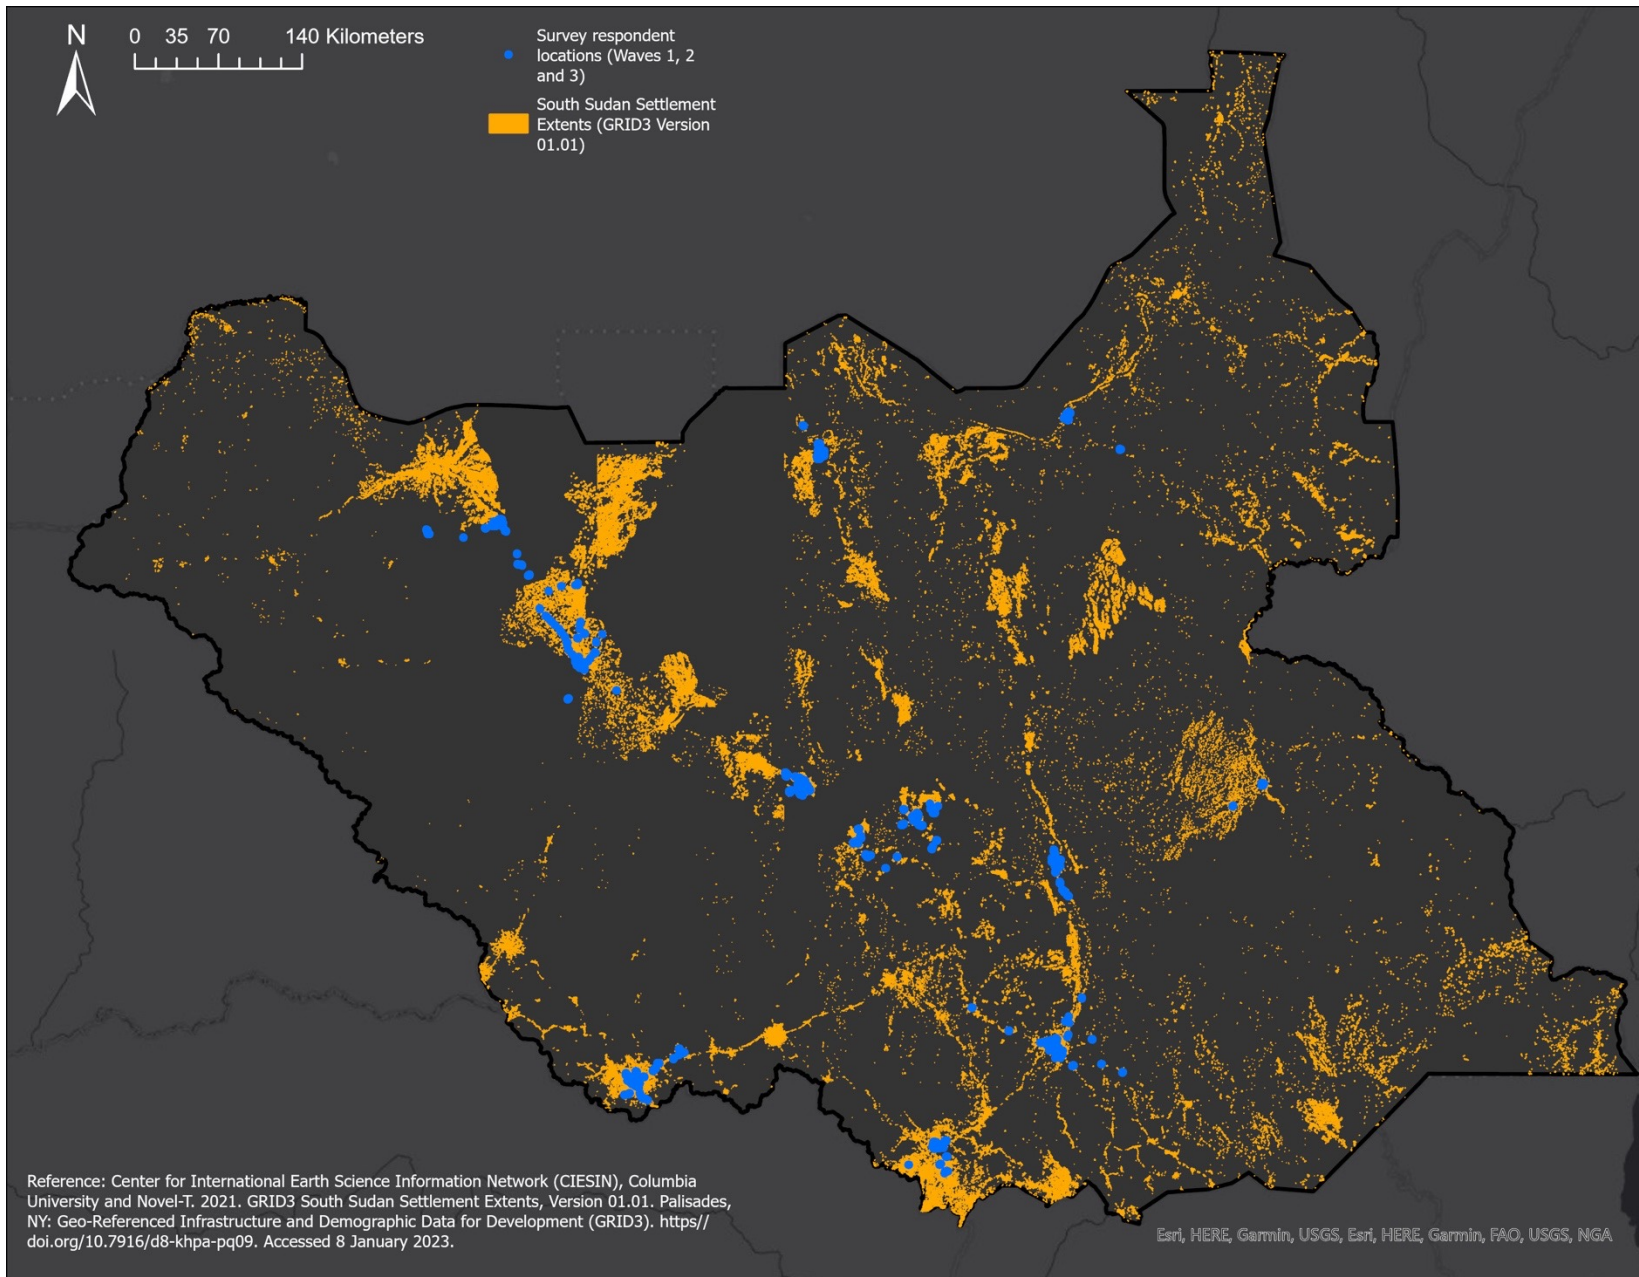 N
0 35 70 140 Kilometers
Survey respondent
locations (Waves 1, 2
and 3)
South Sudan Settlement
Extents (GRID3 Version
01.01)
Reference: Center for International Earth Science Information Network (CIESIN), Columbia
University and Novel-T. 2021. GRID3 South Sudan Settlement Extents, Version 01.01. Palisades,
NY: Geo-Referenced Infrastructure and Demographic Data for Development (GRID3). https//
doi.org/10.7916/d8-khpa-pq09. Accessed 8 January 2023.
Esri, HERE, Garmin, USGS, Esri, HERE, Garmin, FAO, USGS, NGA